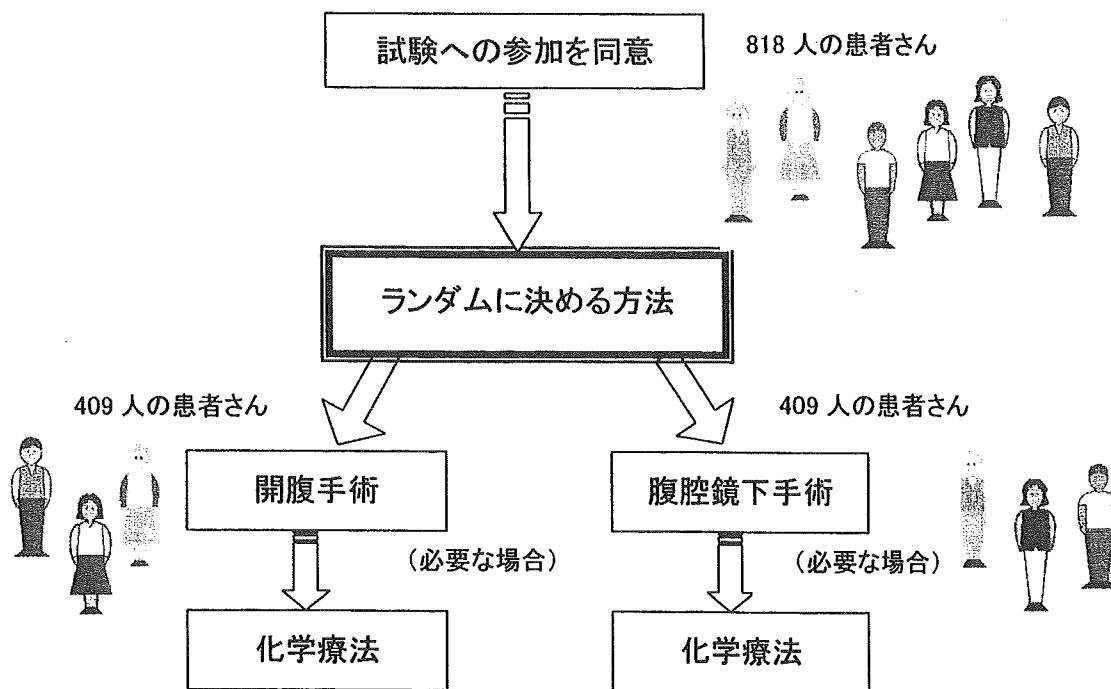 試験への参加を同意
818 人の患者さん
ランダムに決める方法
409 人の患者さん
409 人の患者さん
開腹手術
腹腔鏡下手術
（必要な場合）
（必要な場合）
化学療法
化学療法